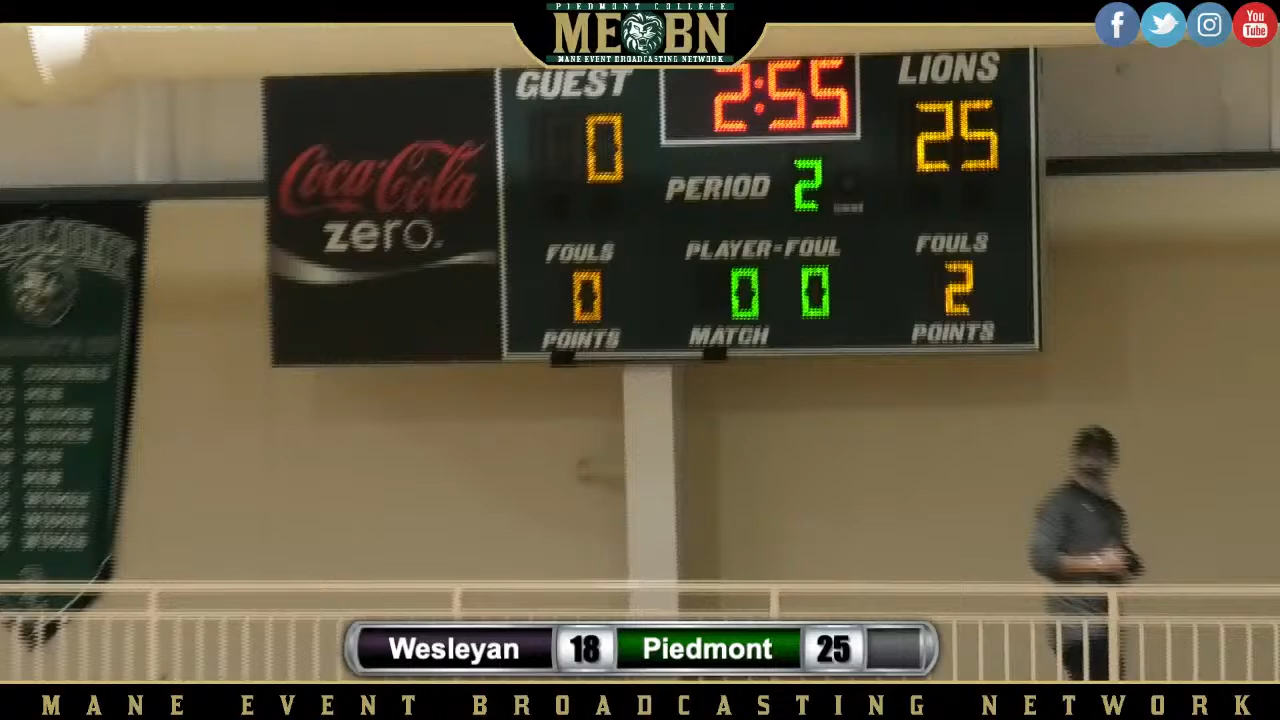 PIEDMONT COLLEGE
MEBN
MANE EVENT BROADCASTING NETWORK
You
Tube
GUEST 2:55 LIONS
0 25
PERIOD 2
Coca-Cola
zero.
FOULS PLAYER-FOUL FOULS
0 0 0 2
POINTS MATCH POINTS
Wesleyan 18 Piedmont 25
MANE EVENT BROADCASTING NETWORK